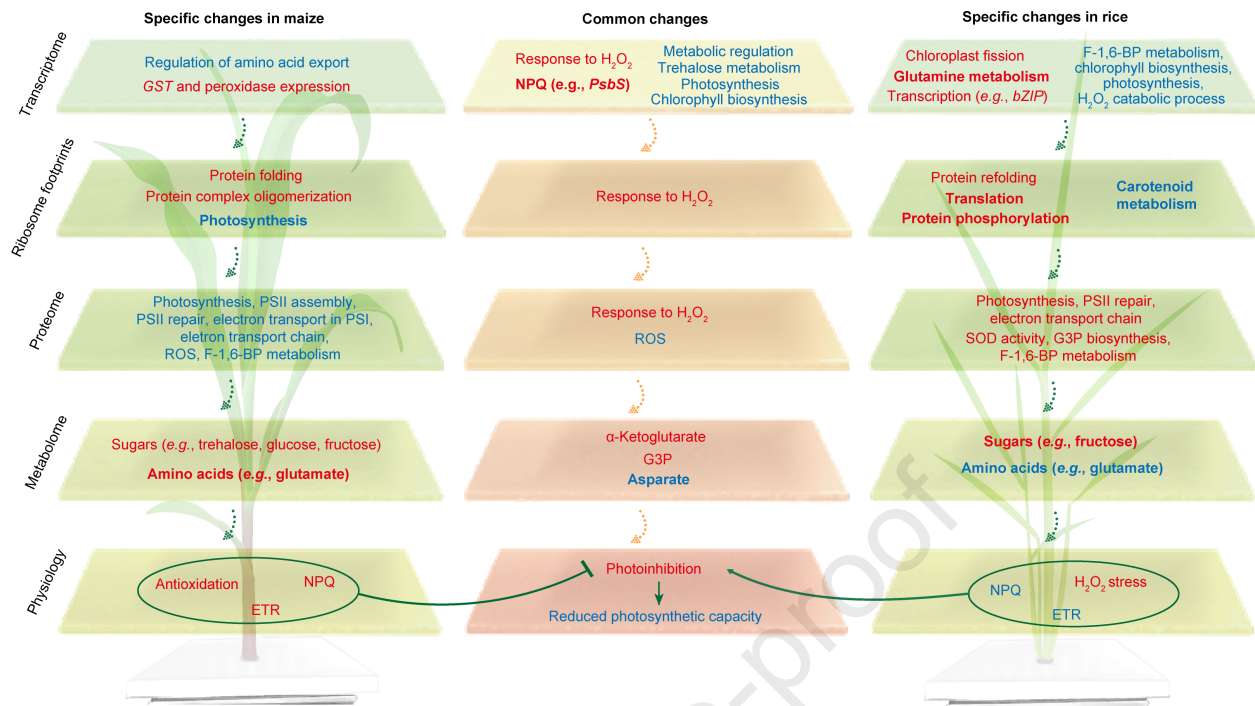 Specific changes in maize
Common changes
Specific changes in rice
Transcriptome
Regulation of amino acid export
GST and peroxidase expression
Response to H₂O₂
NPQ (e.g., PsbS)
Metabolic regulation
Trehalose metabolism
Photosynthesis
Chlorophyll biosynthesis
Chloroplast fission
Glutamine metabolism
Transcription (e.g., bZIP)
F-1,6-BP metabolism,
chlorophyll biosynthesis,
photosynthesis,
H₂O₂ catabolic process
Ribosome footprints
Protein folding
Protein complex oligomerization
Photosynthesis
Response to H₂O₂
Protein refolding
Translation
Protein phosphorylation
Carotenoid
metabolism
Proteome
Photosynthesis, PSII assembly,
PSII repair, electron transport in PSI,
eletron transport chain,
ROS, F-1,6-BP metabolism
Response to H₂O₂
ROS
Photosynthesis, PSII repair,
electron transport chain
SOD activity, G3P biosynthesis,
F-1,6-BP metabolism
Metabolome
Sugars (e.g., trehalose, glucose, fructose)
Amino acids (e.g., glutamate)
α-Ketoglutarate
G3P
Asparate
Sugars (e.g., fructose)
Amino acids (e.g., glutamate)
Physiology
Antioxidation
NPQ
ETR
Photoinhibition
Reduced photosynthetic capacity
NPQ
H₂O₂ stress
ETR
-proof